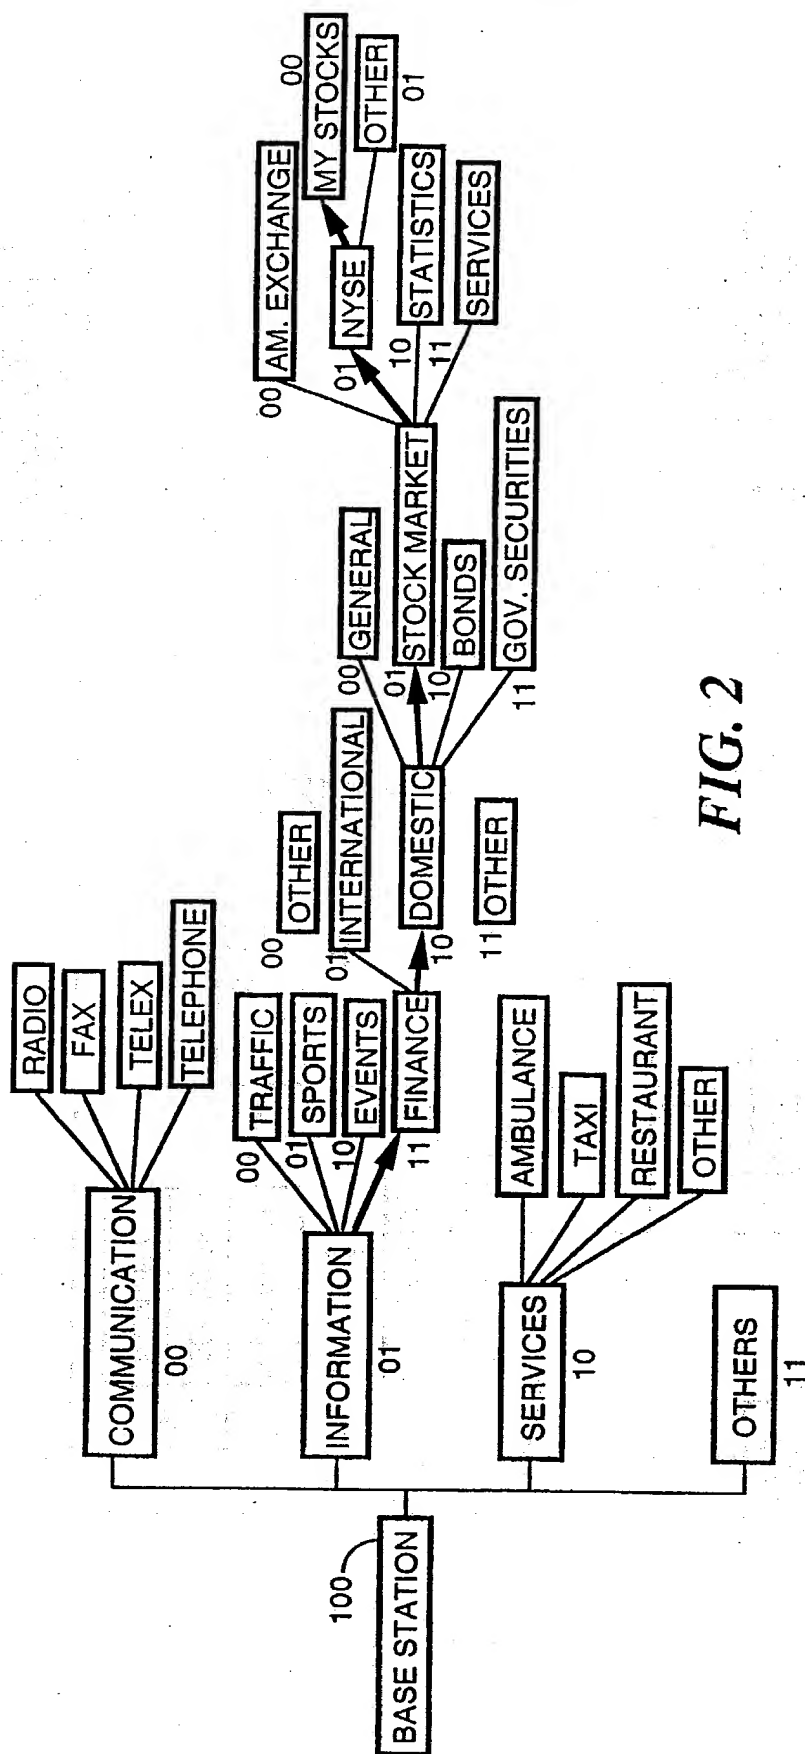 BASE STATION
100
COMMUNICATION
00
RADIO
FAX
TELEX
TELEPHONE
INFORMATION
01
00
TRAFFIC
01
SPORTS
10
EVENTS
11
FINANCE
00
OTHER
01
INTERNATIONAL
10
DOMESTIC
11
OTHER
00
GENERAL
01
STOCK MARKET
10
BONDS
11
GOV. SECURITIES
00
AM. EXCHANGE
01
NYSE
10
STATISTICS
11
SERVICES
00
MY STOCKS
OTHER
01
SERVICES
10
AMBULANCE
TAXI
RESTAURANT
OTHER
OTHERS
11
FIG. 2